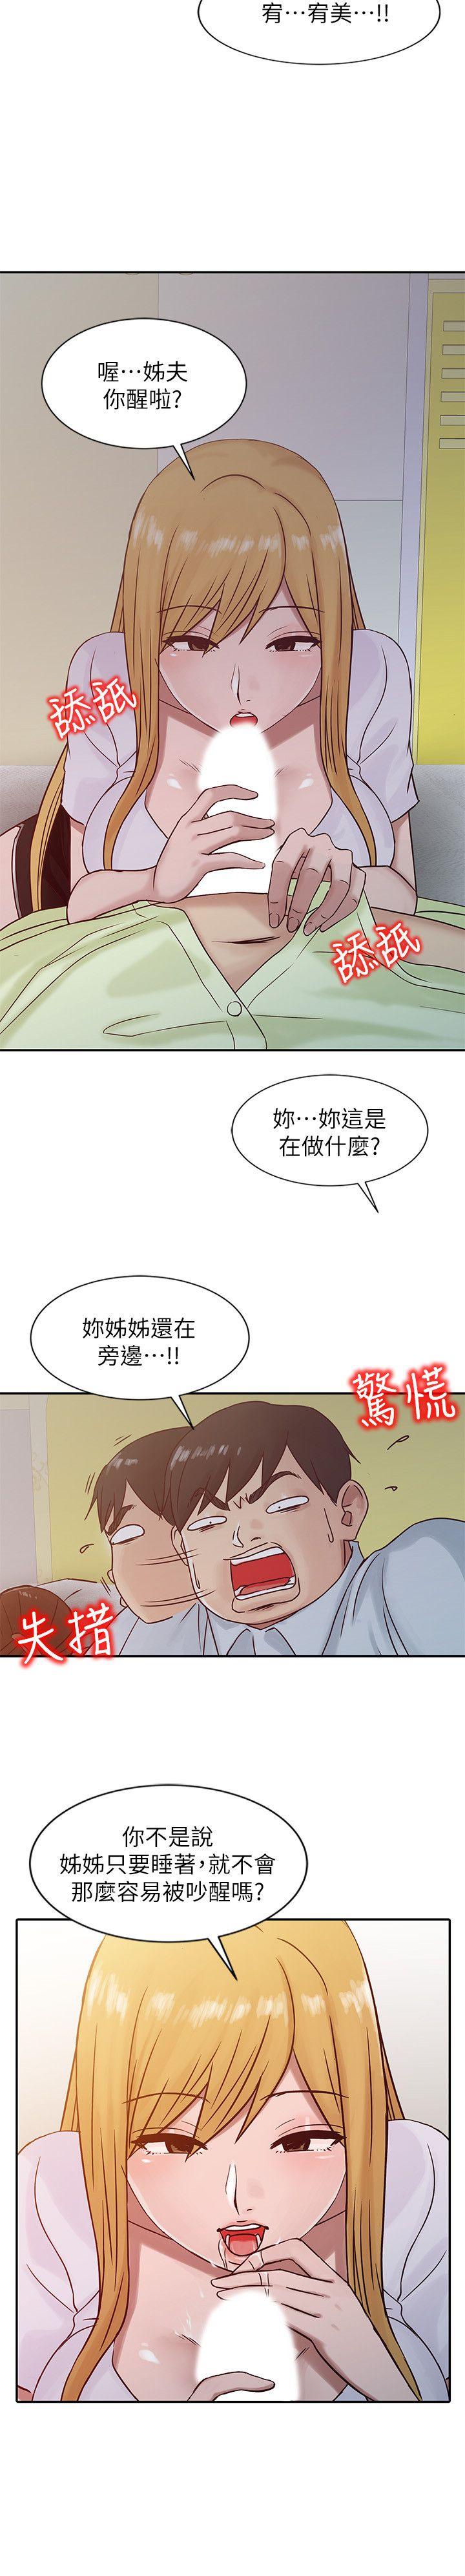 宥⋯宥美⋯!!
喔⋯姊夫
你醒啦?
舔舐
舔舐
妳⋯妳這是
在做什麼?
妳姊姊還在
旁邊⋯!!
驚慌
失措
你不是說
姊姊只要睡著，就不會
那麼容易被吵醒嗎?